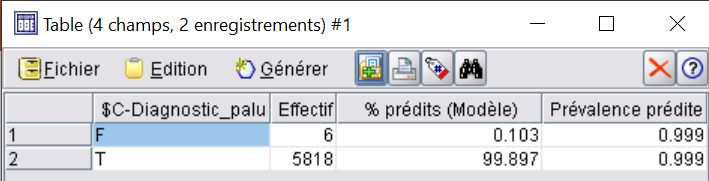 Table (4 champs, 2 enregistrements) #1
Fichier Edition Générer
$C-Diagnostic_palu Effectif % prédits (Modèle) Prévalence prédite
1 F 6 0.103 0.999
2 T 5818 99.897 0.999